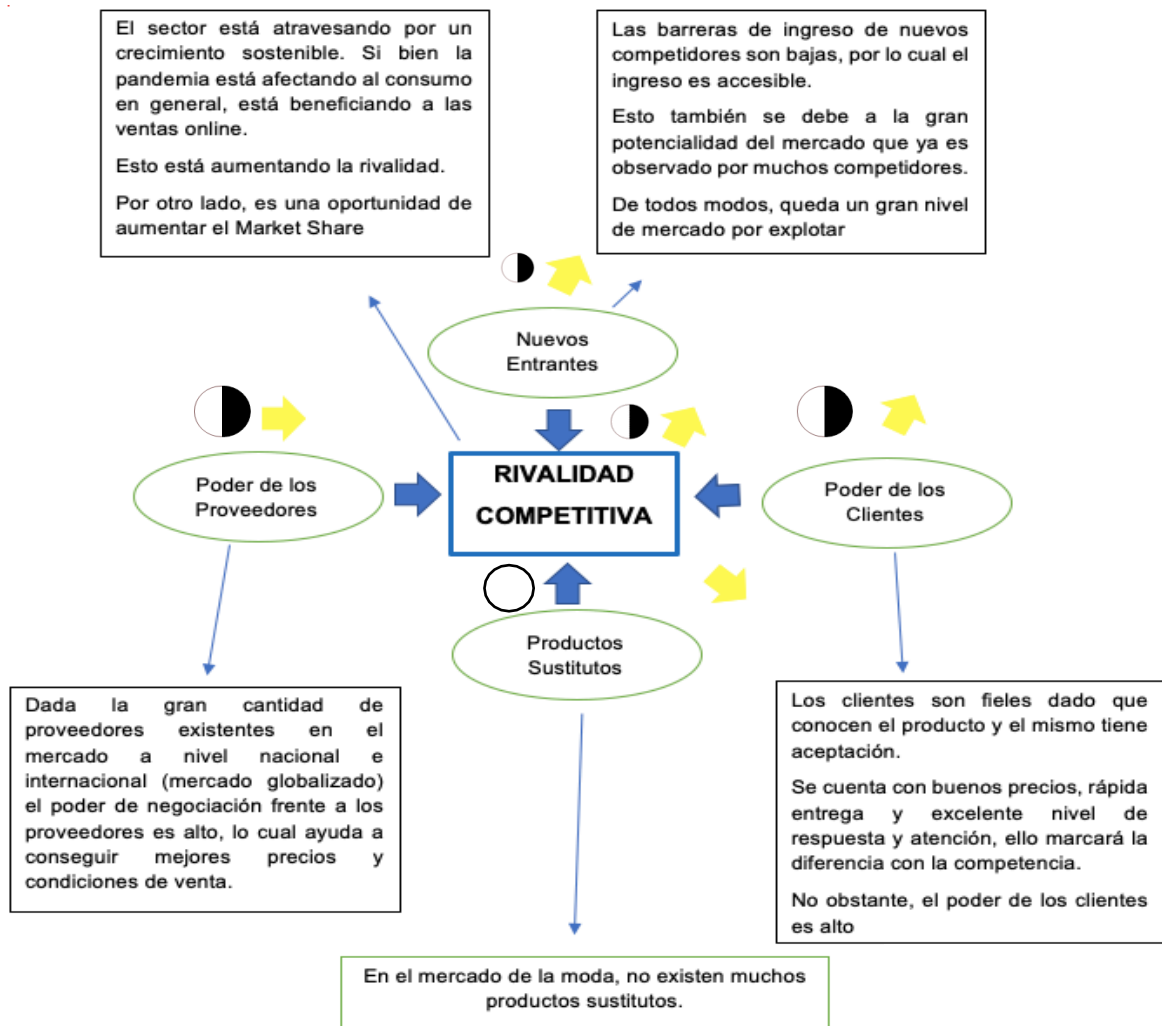 El sector está atravesando por un
crecimiento sostenible. Si bien la
pandemia está afectando al consumo
en general, está beneficiando a las
ventas online.
Esto está aumentando la rivalidad.
Por otro lado, es una oportunidad de
aumentar el Market Share
Las barreras de ingreso de nuevos
competidores son bajas, por lo cual el
ingreso es accesible.
Esto también se debe a la gran
potencialidad del mercado que ya es
observado por muchos competidores.
De todos modos, queda un gran nivel
de mercado por explotar
Nuevos
Entrantes
Poder de los
Proveedores
RIVALIDAD
COMPETITIVA
Poder de los
Clientes
Productos
Sustitutos
Dada la gran cantidad de
proveedores existentes en el
mercado a nivel nacional e
internacional (mercado globalizado)
el poder de negociación frente a los
proveedores es alto, lo cual ayuda a
conseguir mejores precios y
condiciones de venta.
Los clientes son fieles dado que
conocen el producto y el mismo tiene
aceptación.
Se cuenta con buenos precios, rápida
entrega y excelente nivel de
respuesta y atención, ello marcará la
diferencia con la competencia.
No obstante, el poder de los clientes
es alto
En el mercado de la moda, no existen muchos
productos sustitutos.